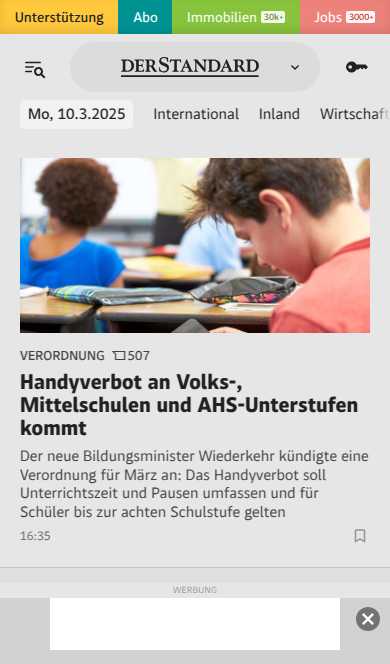 Unterstützung Abo Immobilien 30k+ Jobs 3000+
DERSTANDARD
Mo, 10.3.2025 International Inland Wirtschaft
VERORDNUNG 507
Handyverbot an Volks-,
Mittelschulen und AHS-Unterstufen
kommt
Der neue Bildungsminister Wiederkehr kündigte eine
Verordnung für März an: Das Handyverbot soll
Unterrichtszeit und Pausen umfassen und für
Schüler bis zur achten Schulstufe gelten
16:35
WERBUNG